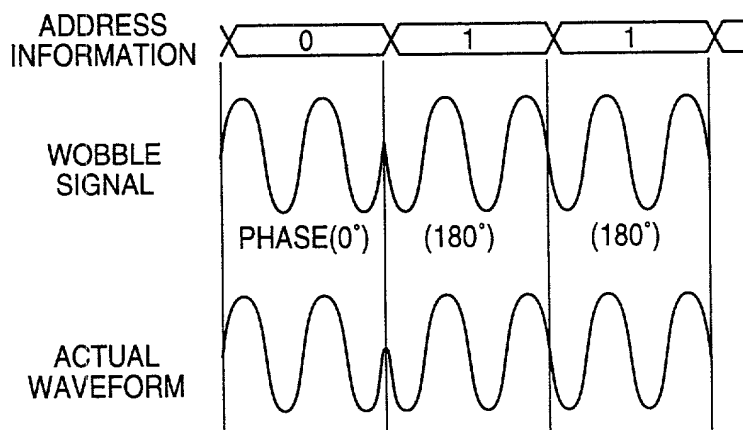 ADDRESS
INFORMATION
0 1 1
WOBBLE
SIGNAL
PHASE(0°) (180°) (180°)
ACTUAL
WAVEFORM